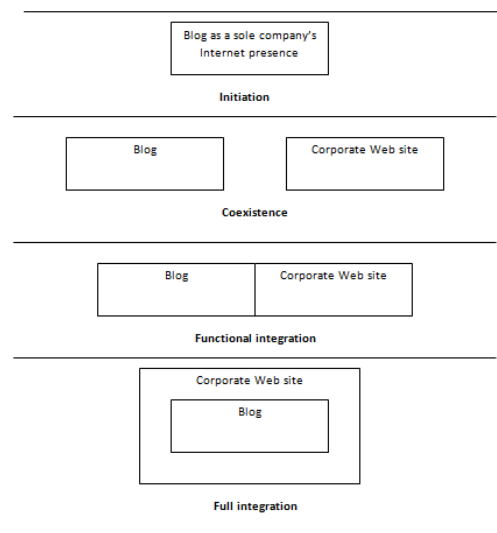 Blog as a sole company's
Internet presence
Initiation
Blog
Corporate Web site
Coexistence
Blog
Corporate Web site
Functional integration
Corporate Web site
Blog
Full integration